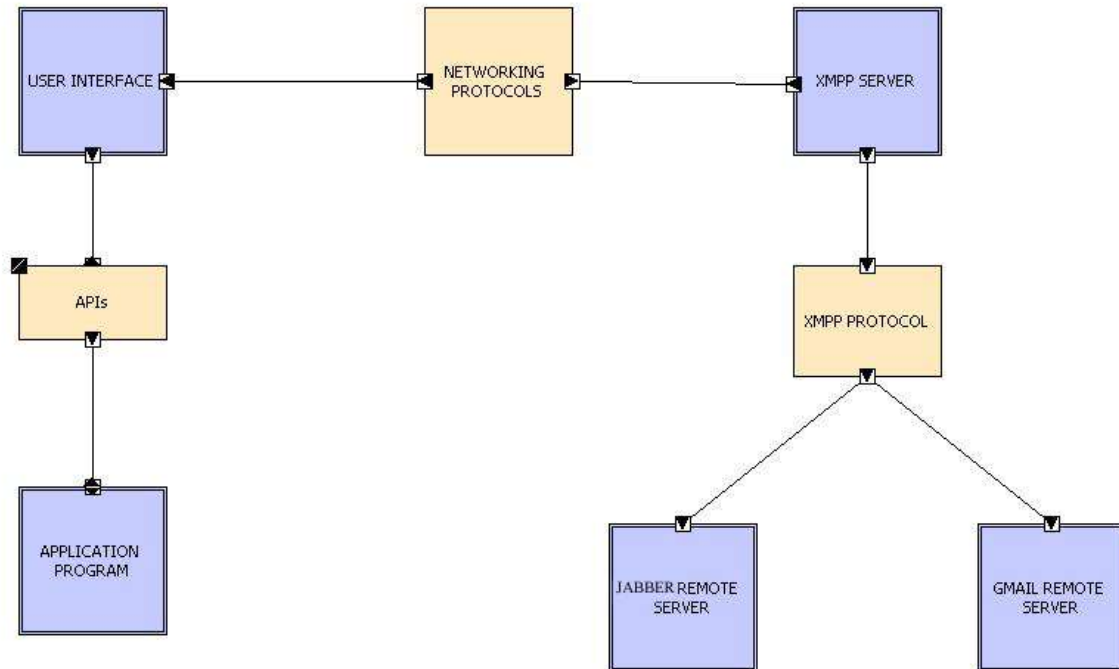 USER INTERFACE
NETWORKING
PROTOCOLS
XMPP SERVER
APIs
XMPP PROTOCOL
APPLICATION
PROGRAM
JABBER REMOTE
SERVER
GMAIL REMOTE
SERVER